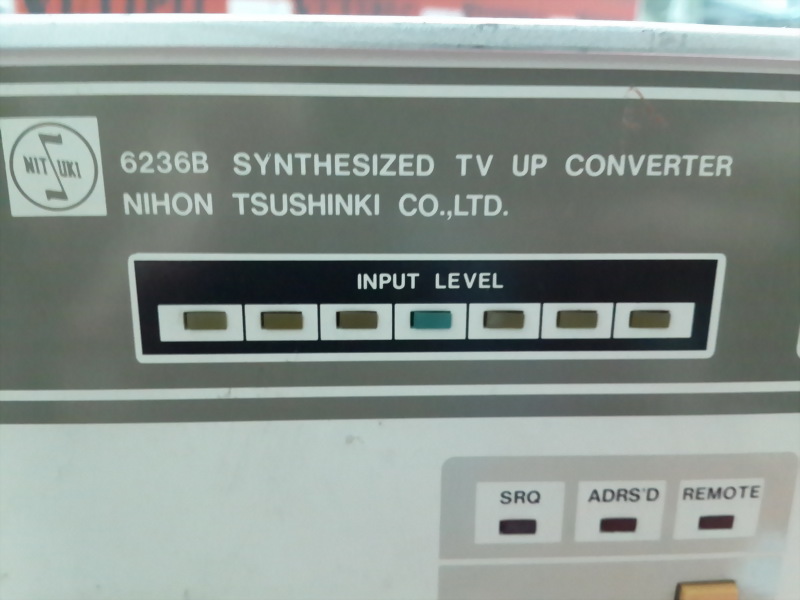 NIT UKI
6236B SYNTHESIZED TV UP CONVERTER
NIHON TSUSHINKI CO.,LTD.
INPUT LEVEL
SRQ ADRS'D REMOTE